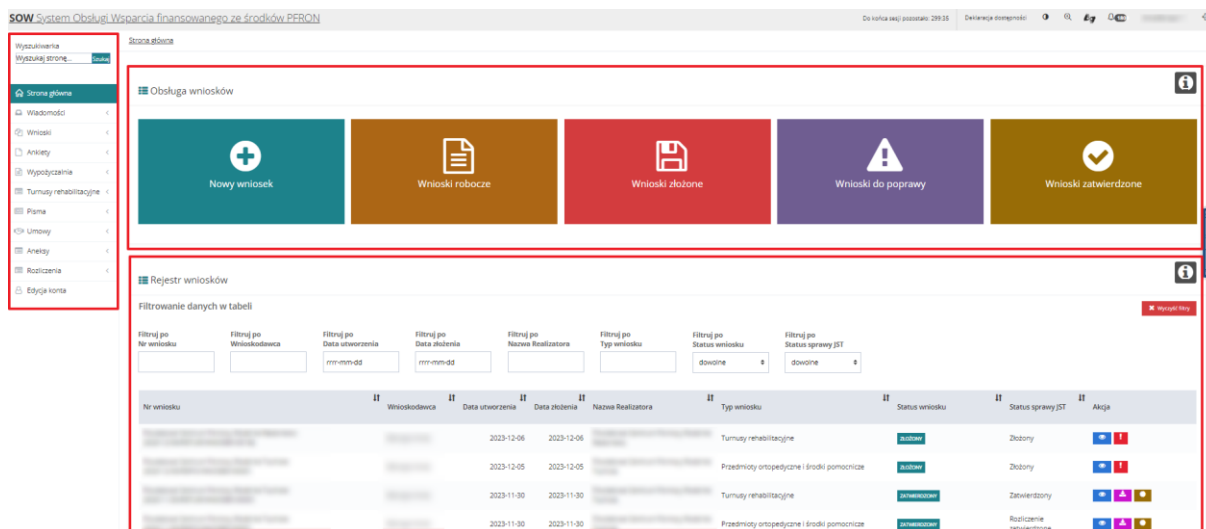 SOW System Obsługi Wsparcia finansowanego ze środków PFRON
Do końca sesji pozostało: 299:36
Deklaracja dostępności
Wyszukiwarka
Wyszukaj stronę... Szukaj
Strona główna
Wiadomości
Wnioski
Ankiety
Wypożyczalnia
Turnusy rehabilitacyjne
Pisma
Umowy
Aneksy
Rozliczenia
Edycja konta
Strona główna
Obsługa wniosków
Nowy wniosek
Wnioski robocze
Wnioski złożone
Wnioski do poprawy
Wnioski zatwierdzone
Rejestr wniosków
Filtrowanie danych w tabeli
Wyczyść filtry
Filtruj po Nr wniosku
Filtruj po Wnioskodawca
Filtruj po Data utworzenia
Filtruj po Data złożenia
Filtruj po Nazwa Realizatora
Filtruj po Typ wniosku
Filtruj po Status wniosku
Filtruj po Status sprawy JST
rrrr-mm-dd rrrr-mm-dd dowolne dowolne
Nr wniosku Wnioskodawca Data utworzenia Data złożenia Nazwa Realizatora Typ wniosku Status wniosku Status sprawy JST Akcja
2023-12-06 2023-12-06 Turnusy rehabilitacyjne ZŁOŻONY Złożony
2023-12-05 2023-12-05 Przedmioty ortopedyczne i środki pomocnicze ZŁOŻONY Złożony
2023-11-30 2023-11-30 Turnusy rehabilitacyjne ZATWIERDZONY Zatwierdzony
2023-11-30 2023-11-30 Przedmioty ortopedyczne i środki pomocnicze ZATWIERDZONY Rozliczenie
zatwierdzone